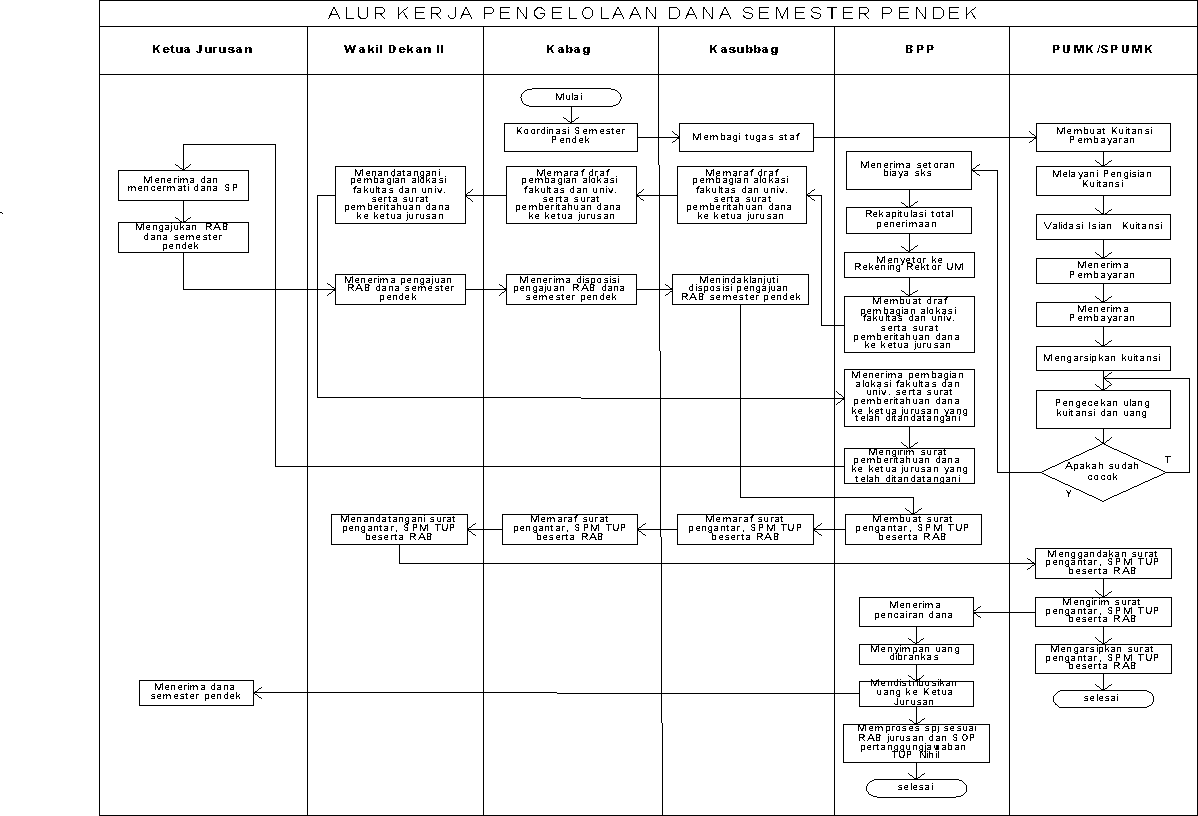 ALUR KERJA PENGELOLAAN DANA SEMESTER PENDEK
Ketua Jurusan
Wakil Dekan II
Kabag
Kasubbag
BPP
PUMK/SPUMK
Mulai
Koordinasi Semester
Pendek
Membagi tugas staf
Membuat Kuitansi
Pembayaran
Menerima dan
mencermati dana SP
Menandatangani
pembagian alokasi
fakultas dan univ.
serta surat
pemberitahuan dana
ke ketua jurusan
Memaraf draf
pembagian alokasi
fakultas dan univ.
serta surat
pemberitahuan dana
ke ketua jurusan
Memaraf draf
pembagian alokasi
fakultas dan univ.
serta surat
pemberitahuan dana
ke ketua jurusan
Menerima setoran
biaya sks
Melayani Pengisian
Kuitansi
Mengajukan RAB
dana semester
pendek
Rekapitulasi total
penerimaan
Validasi Isian Kuitansi
Menyetor ke
Rekening Rektor UM
Menerima
Pembayaran
Menerima pengajuan
RAB dana semester
pendek
Menerima disposisi
pengajuan RAB dana
semester pendek
Menindaklanjuti
disposisi pengajuan
RAB semester pendek
Membuat draf
pembagian alokasi
fakultas dan univ.
serta surat
pemberitahuan dana
ke ketua jurusan
Menerima
Pembayaran
Mengarsipkan kuitansi
Menerima pembagian
alokasi fakultas dan
univ. serta surat
pemberitahuan dana
ke ketua jurusan yang
telah ditandatangani
Pengecekan ulang
kuitansi dan uang
Mengirim surat
pemberitahuan dana
ke ketua jurusan yang
telah ditandatangani
Apakah sudah
cocok
T
Y
Menandatangani surat
pengantar, SPM TUP
beserta RAB
Memaraf surat
pengantar, SPM TUP
beserta RAB
Memaraf surat
pengantar, SPM TUP
beserta RAB
Membuat surat
pengantar, SPM TUP
beserta RAB
Menggandakan surat
pengantar, SPM TUP
beserta RAB
Menerima
pencairan dana
Mengirim surat
pengantar, SPM TUP
beserta RAB
Menyimpan uang
dibrankas
Mengarsipkan surat
pengantar, SPM TUP
beserta RAB
Menerima dana
semester pendek
Mendistribusikan
uang ke Ketua
Jurusan
selesai
Memproses spj sesuai
RAB jurusan dan SOP
pertanggungjawaban
TUP Nihil
selesai